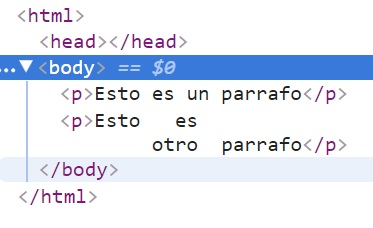 <html>
<head></head>
...▼<body> == $0
<p>Esto es un parrafo</p>
<p>Esto   es
otro  parrafo</p>
</body>
</html>